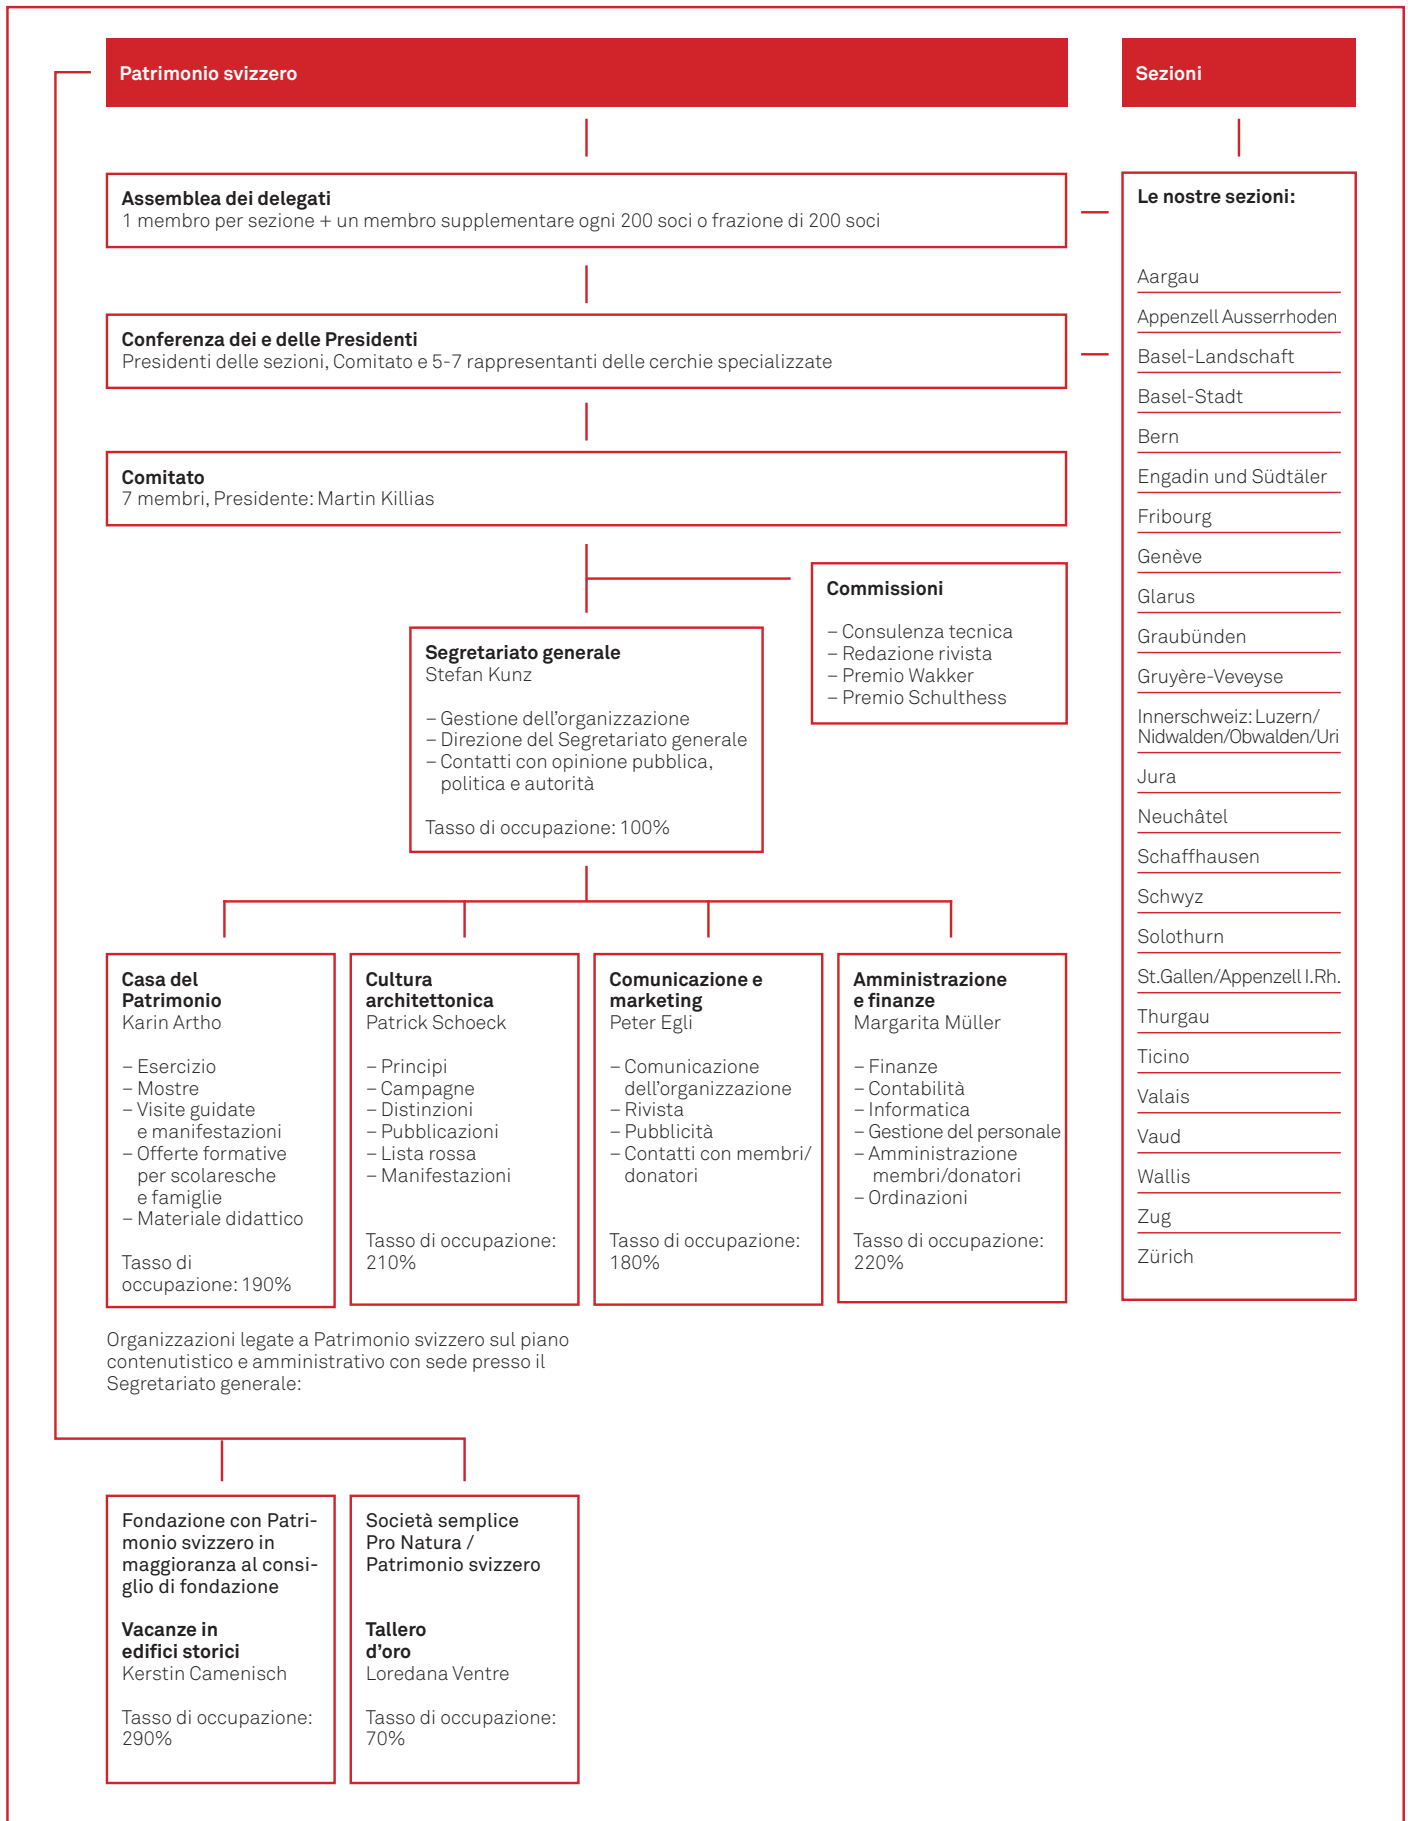 Patrimonio svizzero
Assemblea dei delegati
1 membro per sezione + un membro supplementare ogni 200 soci o frazione di 200 soci
Conferenza dei e delle Presidenti
Presidenti delle sezioni, Comitato e 5-7 rappresentanti delle cerchie specializzate
Comitato
7 membri, Presidente: Martin Killias
Commissioni
– Consulenza tecnica
– Redazione rivista
– Premio Wakker
– Premio Schulthess
Segretariato generale
Stefan Kunz
– Gestione dell’organizzazione
– Direzione del Segretariato generale
– Contatti con opinione pubblica,
politica e autorità
Tasso di occupazione: 100%
Casa del
Patrimonio
Karin Artho
– Esercizio
– Mostre
– Visite guidate
e manifestazioni
– Offerte formative
per scolaresche
e famiglie
– Materiale didattico
Tasso di
occupazione: 190%
Cultura
architettonica
Patrick Schoeck
– Principi
– Campagne
– Distinzioni
– Pubblicazioni
– Lista rossa
– Manifestazioni
Tasso di occupazione:
210%
Comunicazione e
marketing
Peter Egli
– Comunicazione
dell’organizzazione
– Rivista
– Pubblicità
– Contatti con membri/
donatori
Tasso di occupazione:
180%
Amministrazione
e finanze
Margarita Müller
– Finanze
– Contabilità
– Informatica
– Gestione del personale
– Amministrazione
membri/donatori
– Ordinazioni
Tasso di occupazione:
220%
Organizzazioni legate a Patrimonio svizzero sul piano
contenutistico e amministrativo con sede presso il
Segretariato generale:
Fondazione con Patri-
monio svizzero in
maggioranza al consi-
glio di fondazione
Vacanze in
edifici storici
Kerstin Camenisch
Tasso di occupazione:
290%
Società semplice
Pro Natura /
Patrimonio svizzero
Tallero
d’oro
Loredana Ventre
Tasso di occupazione:
70%
Sezioni
Le nostre sezioni:
Aargau
Appenzell Ausserrhoden
Basel-Landschaft
Basel-Stadt
Bern
Engadin und Südtäler
Fribourg
Genève
Glarus
Graubünden
Gruyère-Veveyse
Innerschweiz: Luzern/
Nidwalden/Obwalden/Uri
Jura
Neuchâtel
Schaffhausen
Schwyz
Solothurn
St.Gallen/Appenzell I.Rh.
Thurgau
Ticino
Valais
Vaud
Wallis
Zug
Zürich